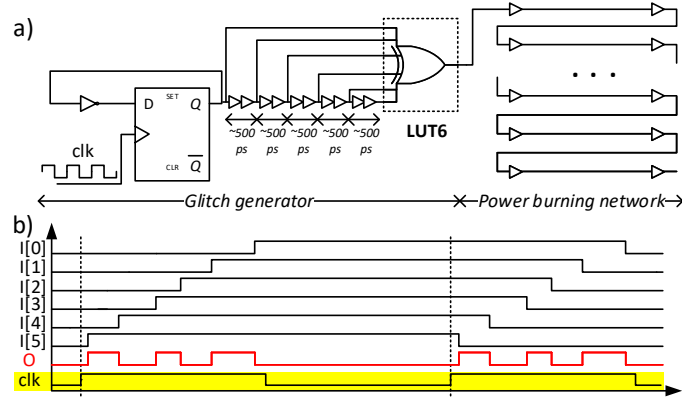 a)
SET
D
Q
CLR
Q
clk
~500 ps
~500 ps
~500 ps
~500 ps
~500 ps
LUT6
. . .
Glitch generator
Power burning network
b)
I[0]
I[1]
I[2]
I[3]
I[4]
I[5]
O
clk